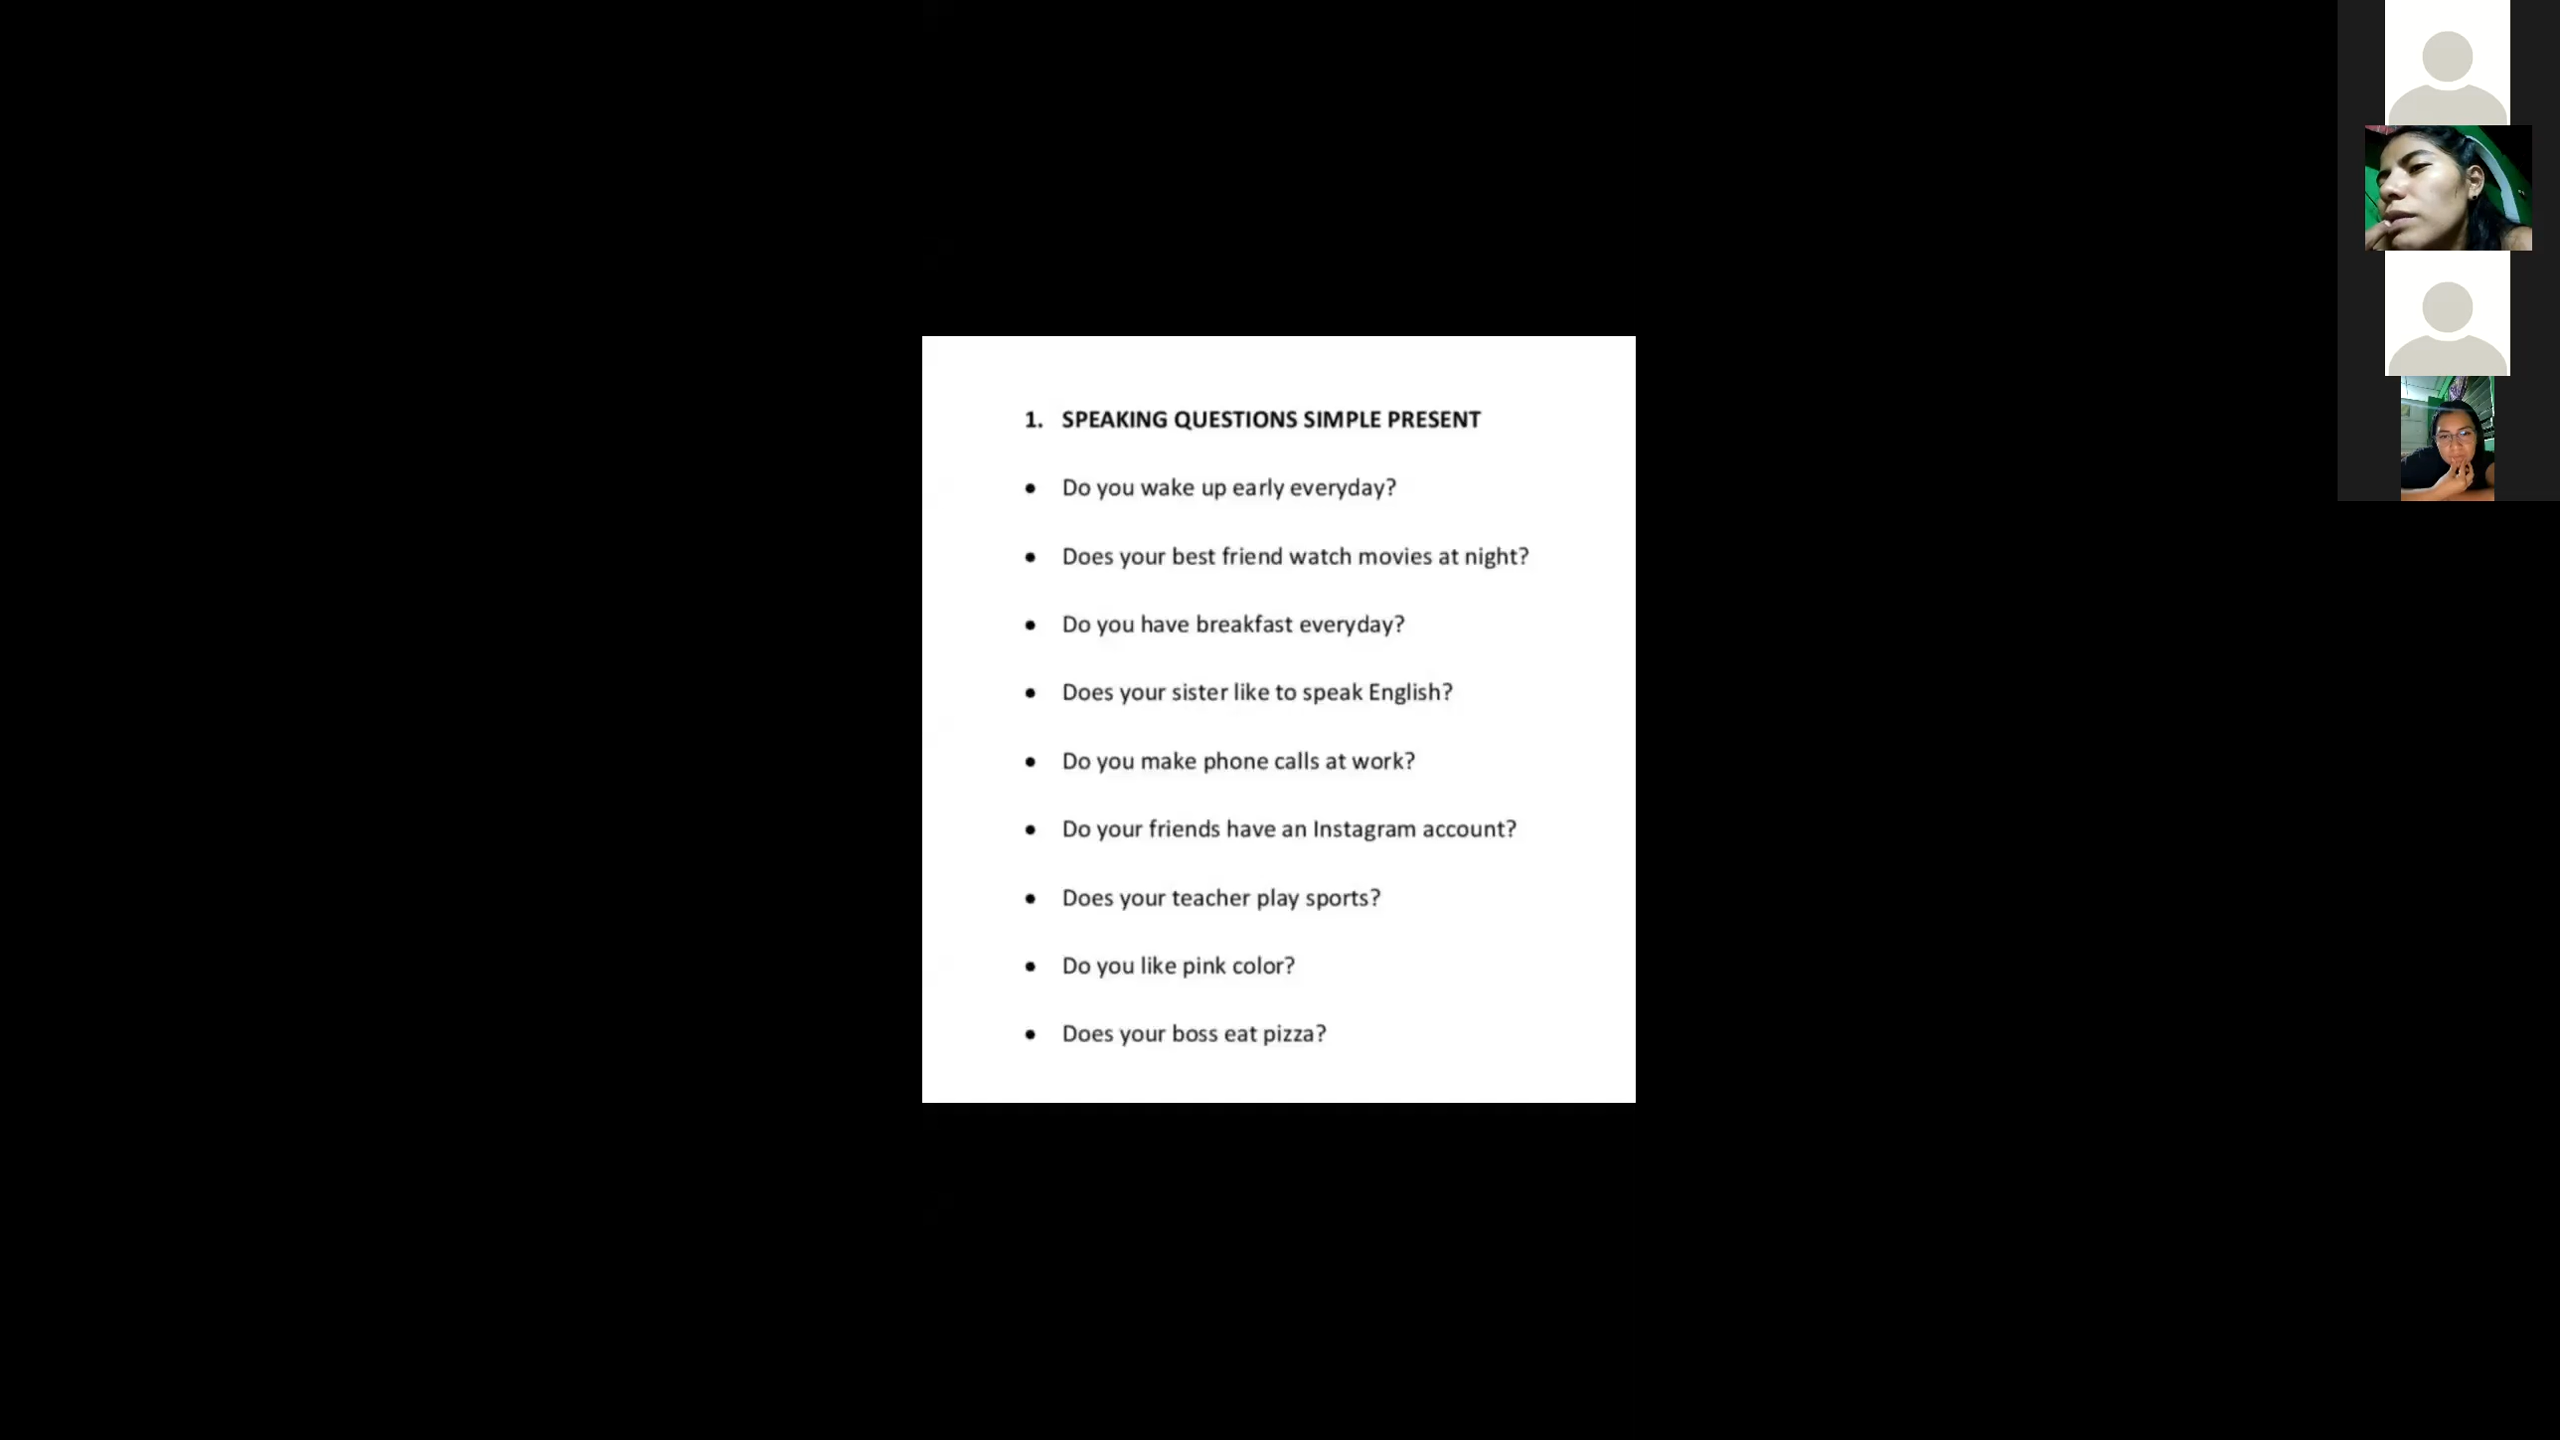 1. SPEAKING QUESTIONS SIMPLE PRESENT
• Do you wake up early everyday?
• Does your best friend watch movies at night?
• Do you have breakfast everyday?
• Does your sister like to speak English?
• Do you make phone calls at work?
• Do your friends have an Instagram account?
• Does your teacher play sports?
• Do you like pink color?
• Does your boss eat pizza?